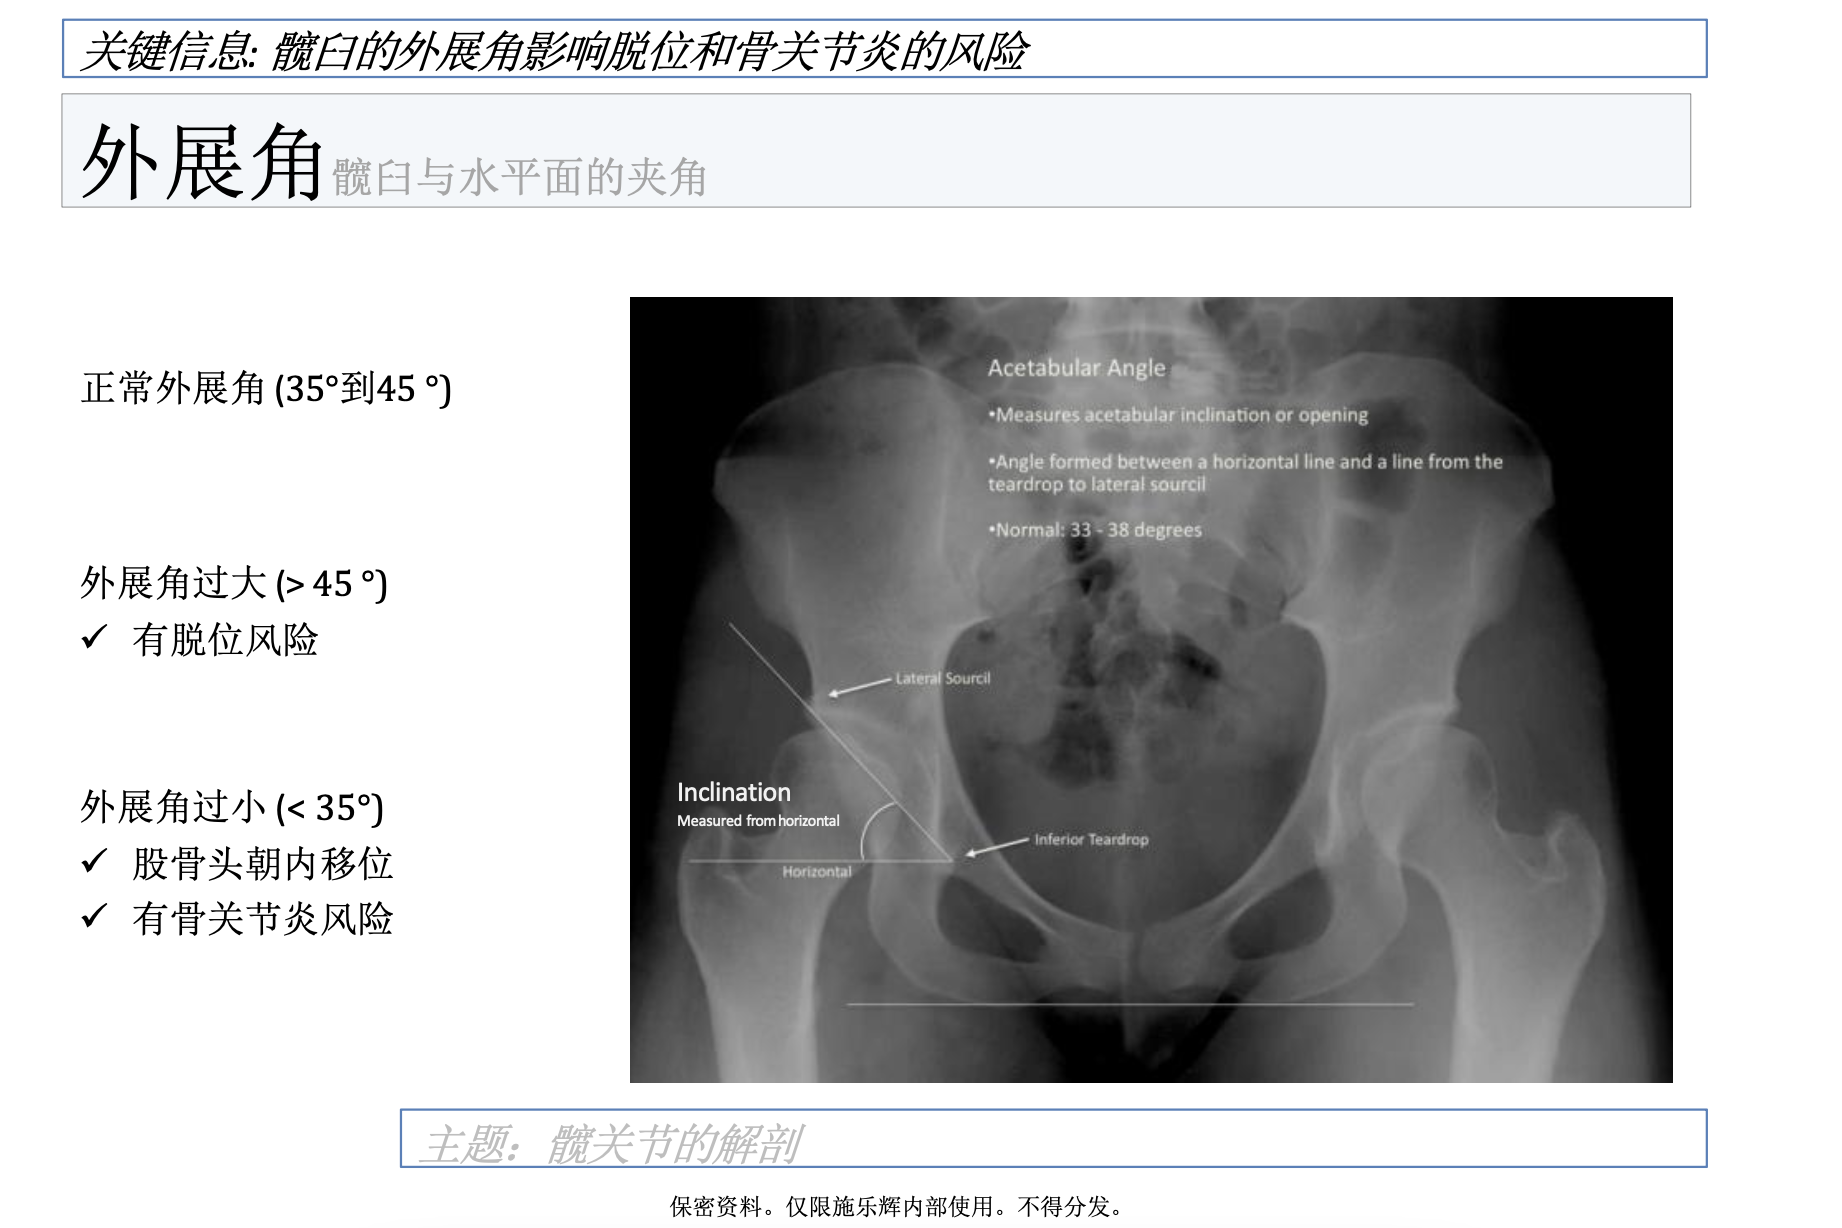 关键信息: 髋臼的外展角影响脱位和骨关节炎的风险
外展角髋臼与水平面的夹角
正常外展角 (35°到45 °)
外展角过大 (> 45 °)
✓ 有脱位风险
外展角过小 (< 35°)
✓ 股骨头朝内移位
✓ 有骨关节炎风险
Acetabular Angle
•Measures acetabular inclination or opening
•Angle formed between a horizontal line and a line from the
teardrop to lateral sourcil
•Normal: 33 - 38 degrees
Lateral Sourcil
Inclination
Measured from horizontal
Inferior Teardrop
Horizontal
主题：髋关节的解剖
保密资料。仅限施乐辉内部使用。不得分发。